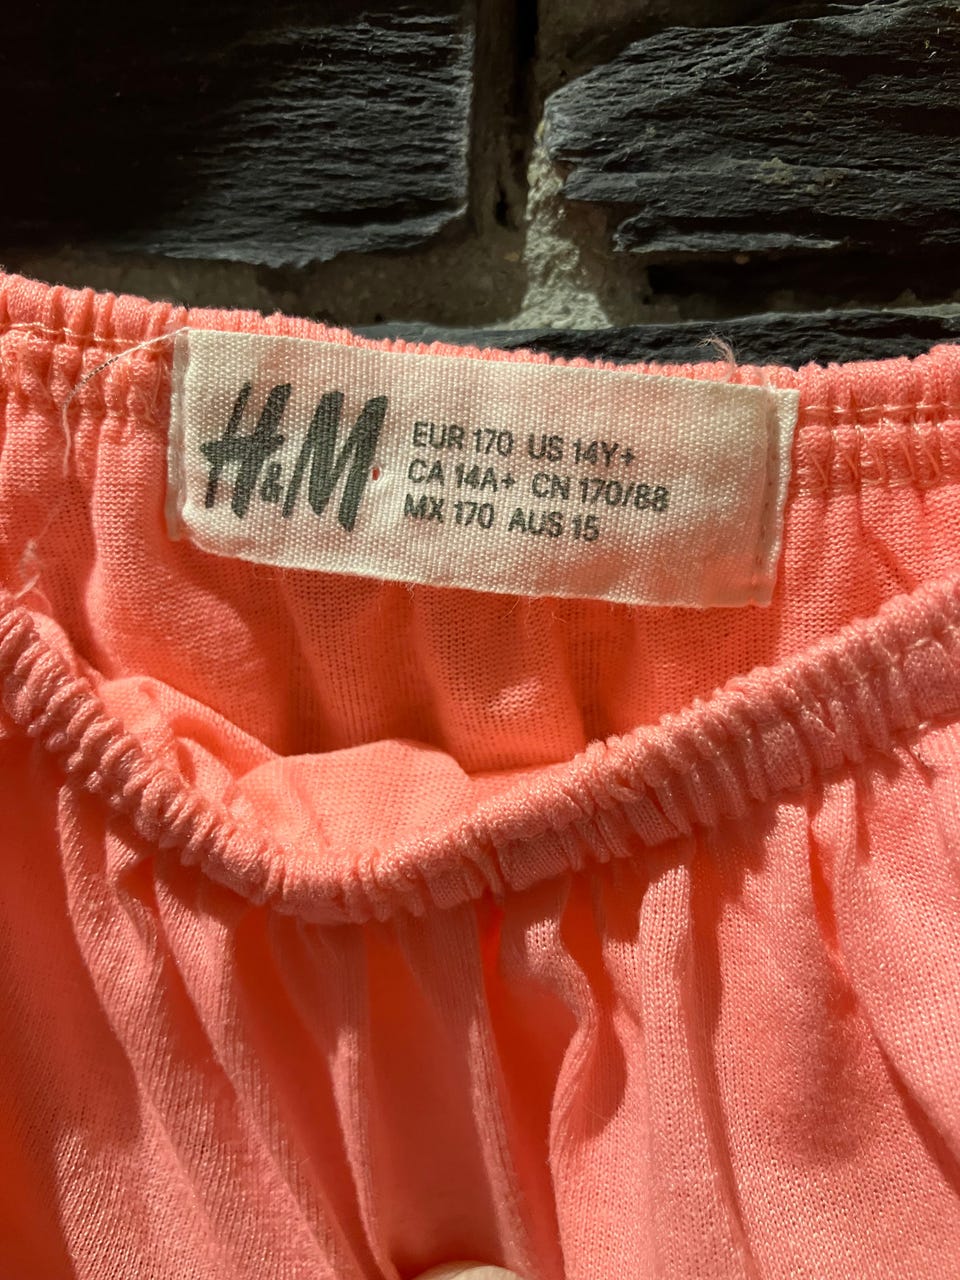 H&M
EUR 170 US 14Y+
CA 14A+ CN 170/88
MX 170 AUS 15